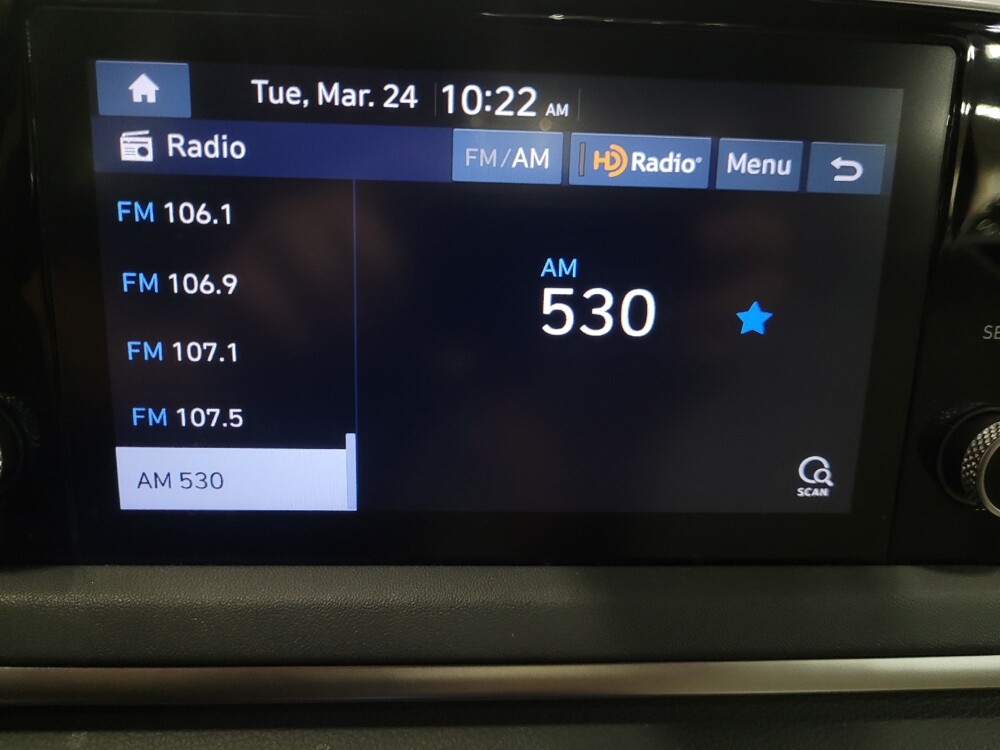 Tue, Mar. 24 10:22 AM
Radio FM/AM HD Radio® Menu
FM 106.1
FM 106.9
FM 107.1
FM 107.5
AM 530
AM
530
SCAN